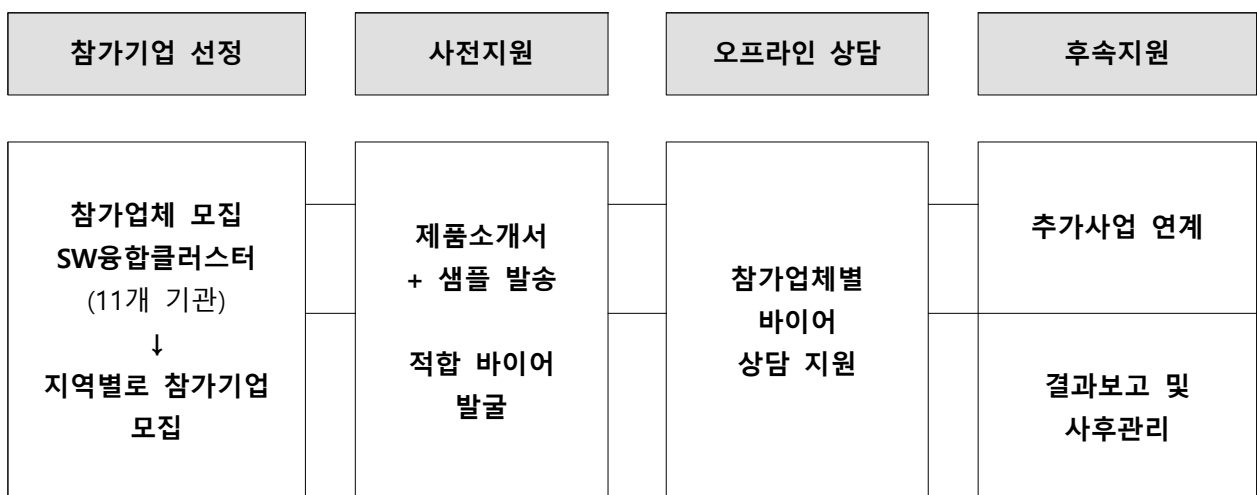 참가기업 선정
사전지원
오프라인 상담
후속지원
참가업체 모집
SW융합클러스터
(11개 기관)
↓
지역별로 참가기업
모집
제품소개서
+ 샘플 발송
적합 바이어
발굴
참가업체별
바이어
상담 지원
추가사업 연계
결과보고 및
사후관리